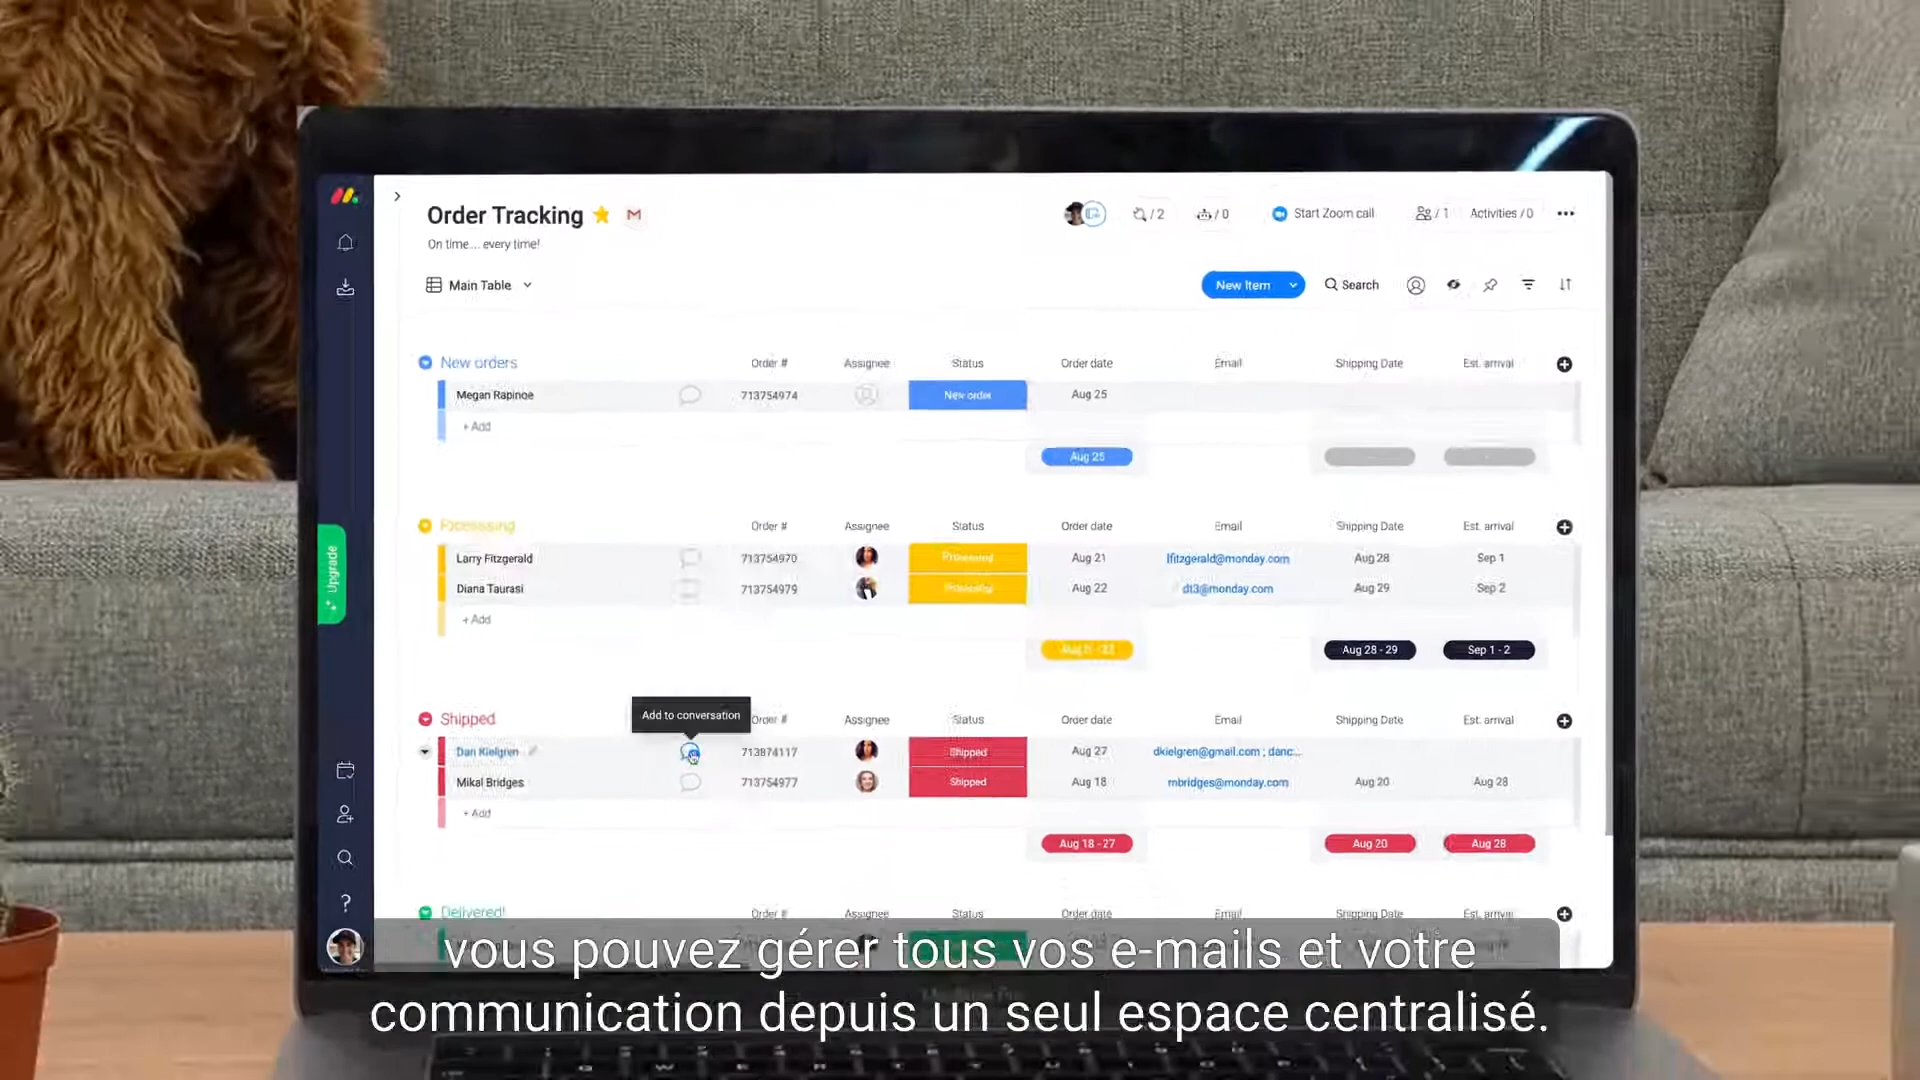 Order Tracking
On time... every time!
/ 2
/ 0
Start Zoom call
/ 1
Activities / 0
Main Table
New Item
Search
New orders Order # Assignee Status Order date Email Shipping Date Est. arrival
Megan Rapinoe 713754974 New order Aug 25
+ Add
Aug 25
Upgrade
Processing Order # Assignee Status Order date Email Shipping Date Est. arrival
Larry Fitzgerald 713754970 Aug 21 lfitzgerald@monday.com Aug 28 Sep 1
Diana Taurasi 713754979 Aug 22 dt3@monday.com Aug 29 Sep 2
+ Add
Aug 28 - 29 Sep 1 - 2
Add to conversation
Shipped Order # Assignee Status Order date Email Shipping Date Est. arrival
Dan Kielgren 713874117 Shipped Aug 27 dkielgren@gmail.com ; danc...
Mikal Bridges 713754977 Shipped Aug 18 mbridges@monday.com Aug 20 Aug 28
+ Add
Aug 18 - 27 Aug 20 Aug 28
Delivered! Order # Assignee Status Order date Email Shipping Date Est. arrival
vous pouvez gérer tous vos e-mails et votre
communication depuis un seul espace centralisé.